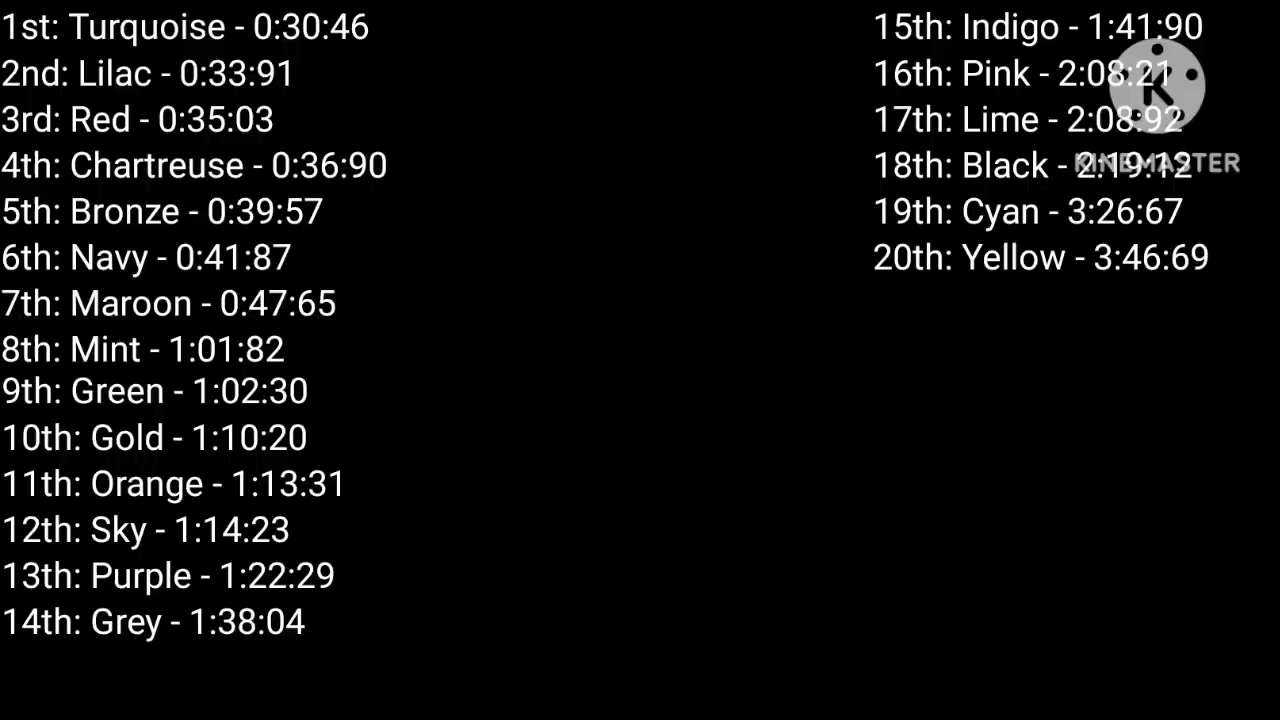 1st: Turquoise - 0:30:46
2nd: Lilac - 0:33:91
3rd: Red - 0:35:03
4th: Chartreuse - 0:36:90
5th: Bronze - 0:39:57
6th: Navy - 0:41:87
7th: Maroon - 0:47:65
8th: Mint - 1:01:82
9th: Green - 1:02:30
10th: Gold - 1:10:20
11th: Orange - 1:13:31
12th: Sky - 1:14:23
13th: Purple - 1:22:29
14th: Grey - 1:38:04
15th: Indigo - 1:41:90
16th: Pink - 2:08:21
17th: Lime - 2:08:92
18th: Black - 2:19:12
19th: Cyan - 3:26:67
20th: Yellow - 3:46:69
K
KINEMASTER